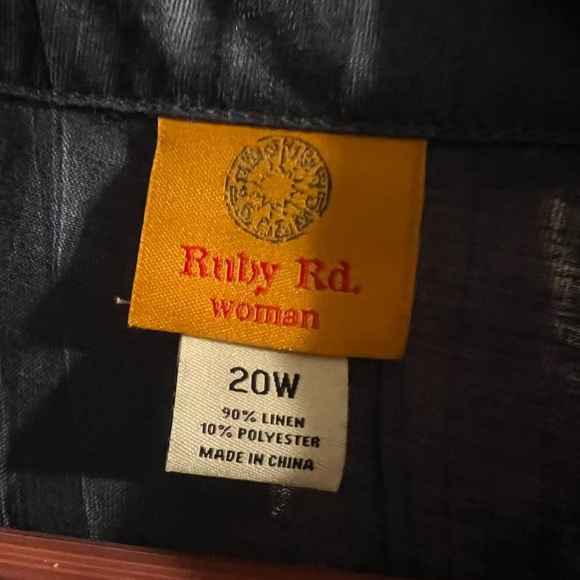 Ruby Rd.
woman
20W
90% LINEN
10% POLYESTER
MADE IN CHINA